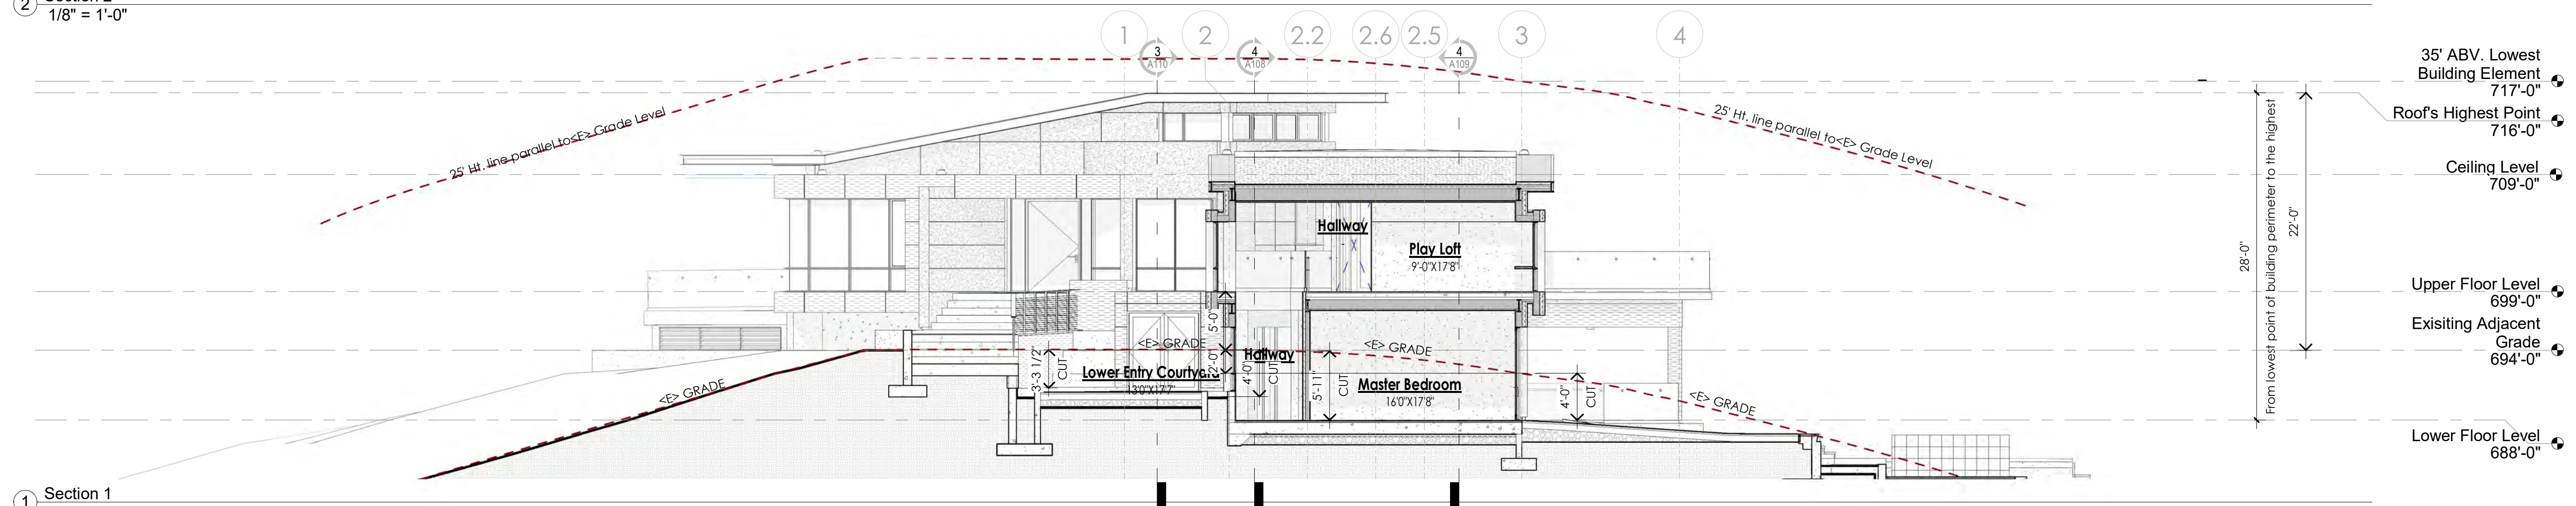 2 Section 2
1/8" = 1'-0"
1
2
2.2
2.6
2.5
3
4
3
A110
4
A108
4
A109
35' ABV. Lowest
Building Element
717'-0"
Roof's Highest Point
716'-0"
Ceiling Level
709'-0"
Upper Floor Level
699'-0"
Exisiting Adjacent
Grade
694'-0"
Lower Floor Level
688'-0"
25' Ht. line parallel to<E> Grade Level
25' Ht. line parallel to<E> Grade Level
28'-0"
From lowest point of building perimeter to the highest
22'-0"
Hallway
Play Loft
9'-0"X17'8"
5'-0"
<E> GRADE
<E> GRADE
2'-0"
Hallway
3'-3 1/2"
CUT
Lower Entry Courtyard
13'0"X17'7"
4'-0"
CUT
5'-11"
CUT
Master Bedroom
16'0"X17'8"
4'-0"
CUT
<E> GRADE
<E> GRADE
1 Section 1